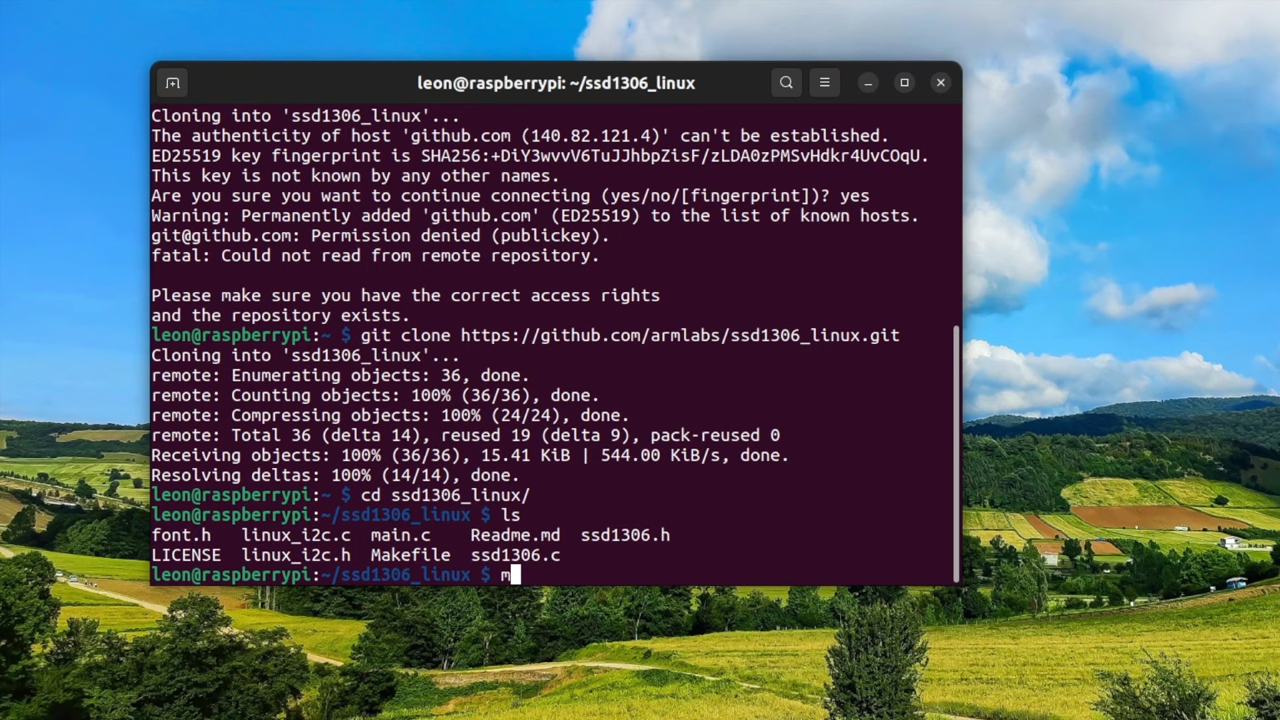 leon@raspberrypi: ~/ssd1306_linux
Cloning into 'ssd1306_linux'...
The authenticity of host 'github.com (140.82.121.4)' can't be established.
ED25519 key fingerprint is SHA256:+DiY3wvvV6TuJJhbpZisF/zLDA0zPMSvHdkr4UvCOqU.
This key is not known by any other names.
Are you sure you want to continue connecting (yes/no/[fingerprint])? yes
Warning: Permanently added 'github.com' (ED25519) to the list of known hosts.
git@github.com: Permission denied (publickey).
fatal: Could not read from remote repository.
Please make sure you have the correct access rights
and the repository exists.
leon@raspberrypi:~ $ git clone https://github.com/armlabs/ssd1306_linux.git
Cloning into 'ssd1306_linux'...
remote: Enumerating objects: 36, done.
remote: Counting objects: 100% (36/36), done.
remote: Compressing objects: 100% (24/24), done.
remote: Total 36 (delta 14), reused 19 (delta 9), pack-reused 0
Receiving objects: 100% (36/36), 15.41 KiB | 544.00 KiB/s, done.
Resolving deltas: 100% (14/14), done.
leon@raspberrypi:~ $ cd ssd1306_linux/
leon@raspberrypi:~/ssd1306_linux $ ls
font.h linux_i2c.c main.c Readme.md ssd1306.h
LICENSE linux_i2c.h Makefile ssd1306.c
leon@raspberrypi:~/ssd1306_linux $ m